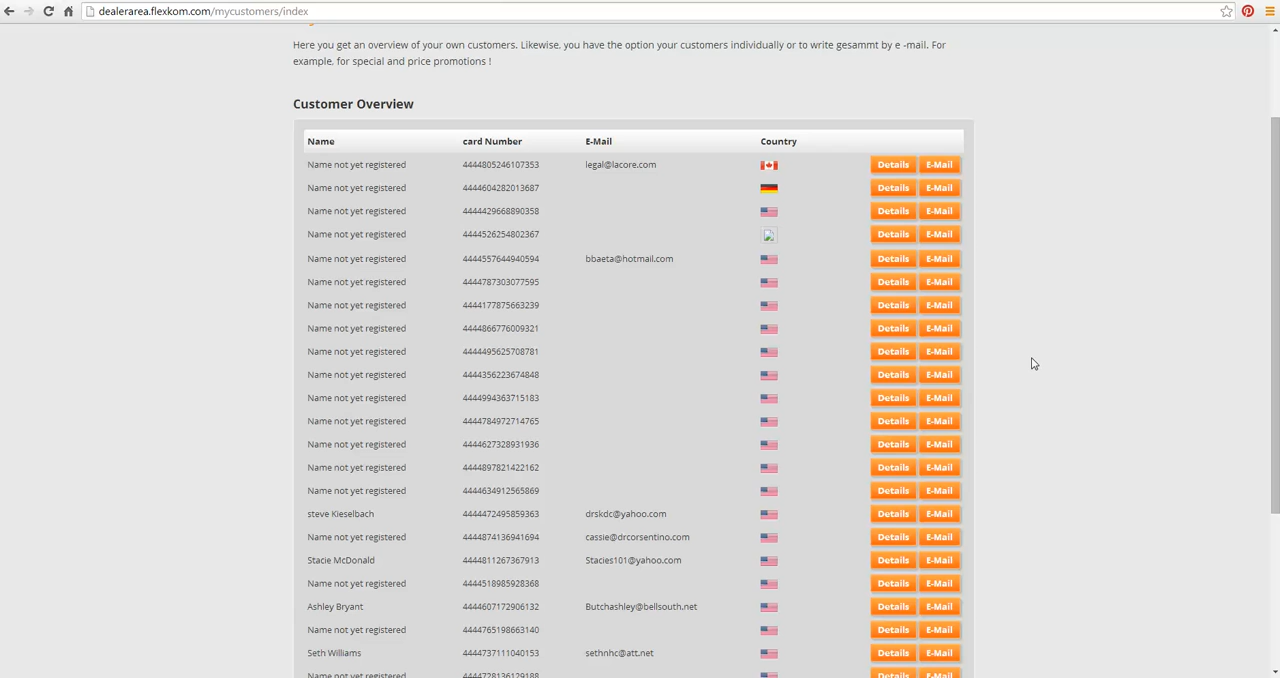 dealerarea.flexkom.com/mycustomers/index
Here you get an overview of your own customers. Likewise, you have the option your customers individually or to write gesammt by e -mail. For
example, for special and price promotions !
Customer Overview
Name card Number E-Mail Country
Name not yet registered 4444805246107353 legal@lacore.com Details E-Mail
Name not yet registered 4444604282013687 Details E-Mail
Name not yet registered 4444429668890358 Details E-Mail
Name not yet registered 4444526254802367 Details E-Mail
Name not yet registered 4444557644940594 bbaeta@hotmail.com Details E-Mail
Name not yet registered 4444787303077595 Details E-Mail
Name not yet registered 4444177875663239 Details E-Mail
Name not yet registered 4444866776009321 Details E-Mail
Name not yet registered 4444495625708781 Details E-Mail
Name not yet registered 4444356223674848 Details E-Mail
Name not yet registered 4444994363715183 Details E-Mail
Name not yet registered 4444784972714765 Details E-Mail
Name not yet registered 4444627328931936 Details E-Mail
Name not yet registered 4444897821422162 Details E-Mail
Name not yet registered 4444634912565869 Details E-Mail
steve Kieselbach 4444472495859363 drskdc@yahoo.com Details E-Mail
Name not yet registered 4444874136941694 cassie@drcorsentino.com Details E-Mail
Stacie McDonald 4444811267367913 Stacies101@yahoo.com Details E-Mail
Name not yet registered 4444518985928368 Details E-Mail
Ashley Bryant 4444607172906132 Butchashley@bellsouth.net Details E-Mail
Name not yet registered 4444765198663140 Details E-Mail
Seth Williams 4444737111040153 sethnhc@att.net Details E-Mail
Name not yet registered 4444728136129188 Details E-Mail